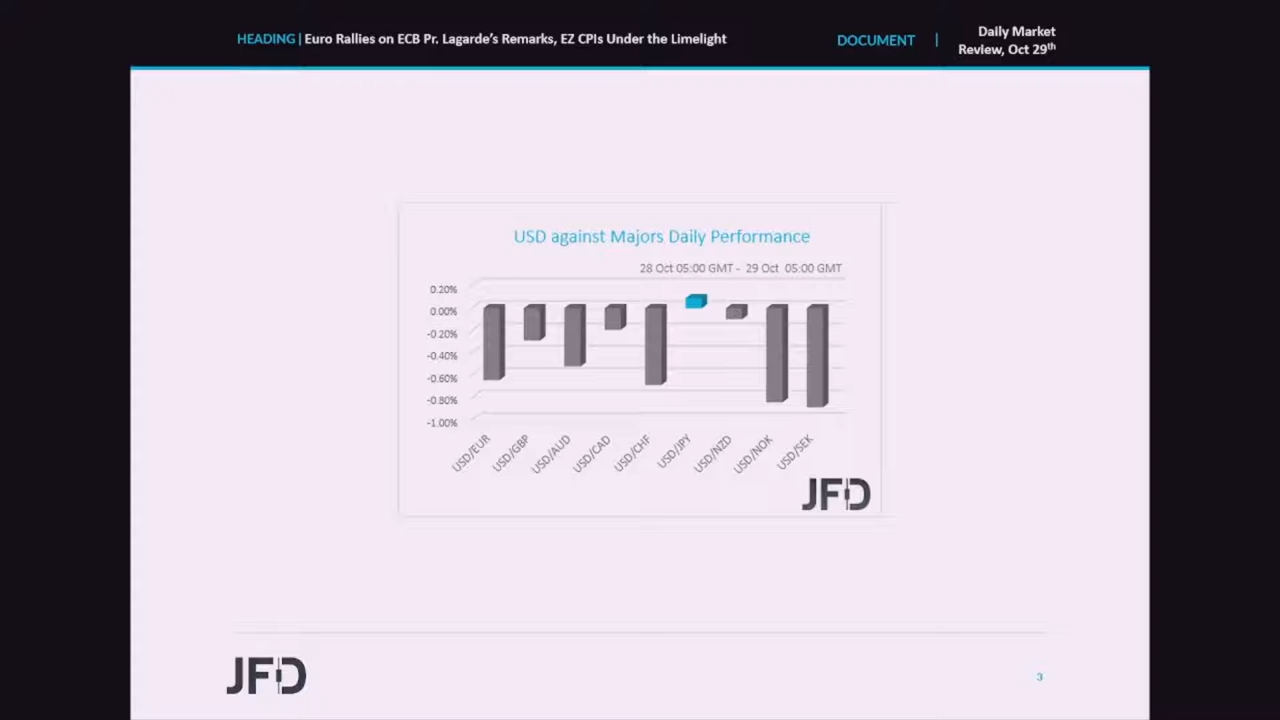 HEADING | Euro Rallies on ECB Pr. Lagarde's Remarks, EZ CPIs Under the Limelight
DOCUMENT |
Daily Market
Review, Oct 29th
USD against Majors Daily Performance
28 Oct 05:00 GMT - 29 Oct 05:00 GMT
0.20%
0.00%
-0.20%
-0.40%
-0.60%
-0.80%
-1.00%
USD/EUR
USD/GBP
USD/AUD
USD/CAD
USD/CHF
USD/JPY
USD/NZD
USD/NOK
USD/SEK
JFD
JFD
3